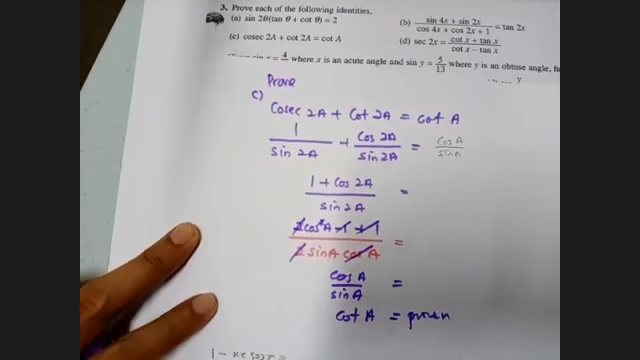 3. Prove each of the following identities.
(a) sin 2θ(tan θ + cot θ) = 2
(b) (sin 4x + sin 2x)/(cos 4x + cos 2x + 1) = tan 2x
(c) cosec 2A + cot 2A = cot A
(d) sec 2x = (cot x + tan x)/(cot x − tan x)
= 4/ where x is an acute angle and sin y = 5/13 where y is an obtuse angle,
y
Prove
c)
Cosec 2A + Cot 2A = cot A
1/sin 2A + Cos 2A/sin 2A = Cos A/sin A
1 + Cos 2A/sin 2A =
2cos²A - 1 + 1/2 sinA cos A =
cos A/sin A =
cot A = proven